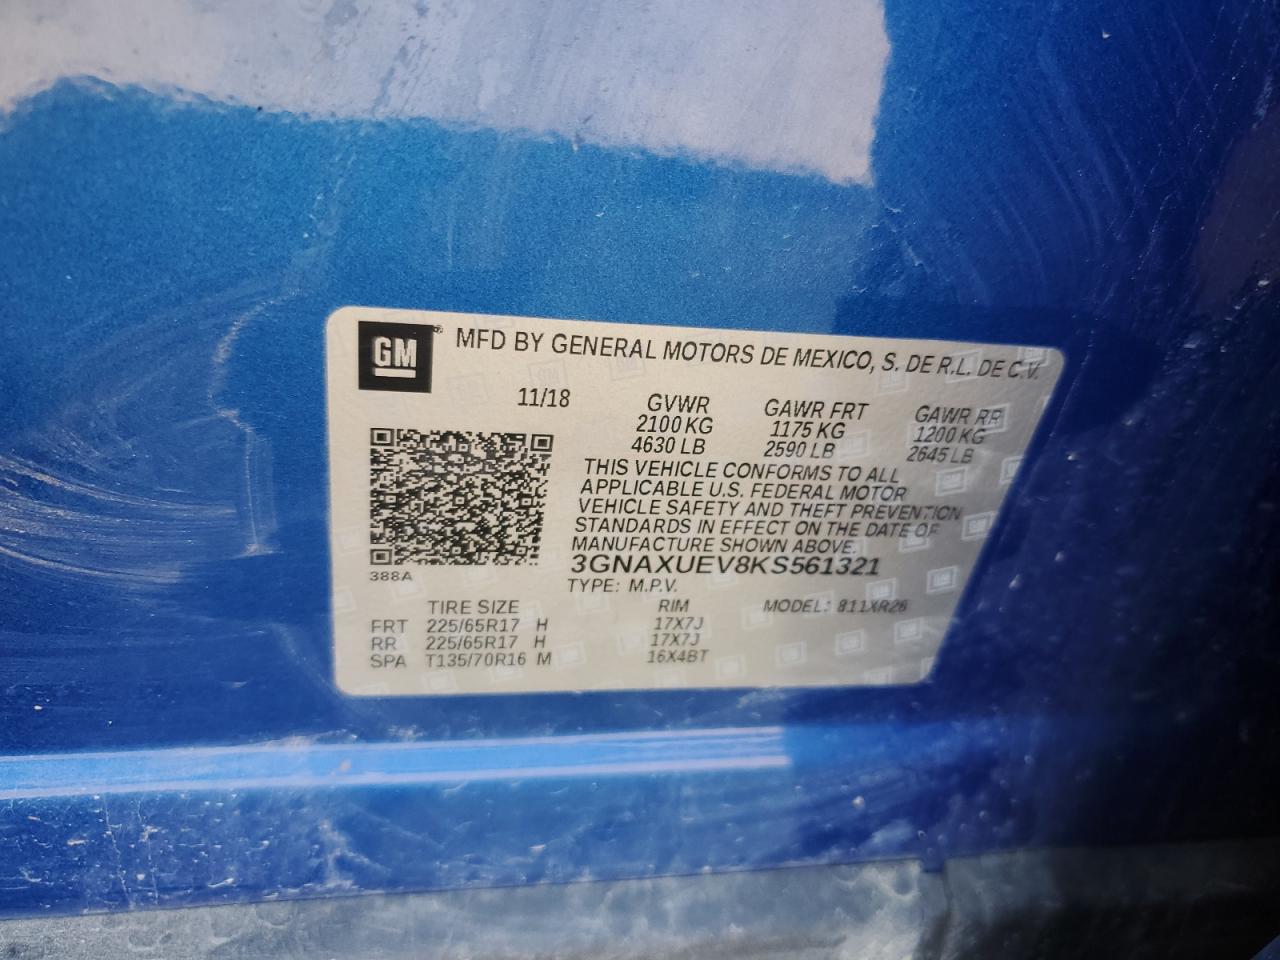 GM
MFD BY GENERAL MOTORS DE MEXICO, S. DE R.L. DE C.V.
11/18
GVWR GAWR FRT GAWR RR
2100 KG 1175 KG 1200 KG
4630 LB 2590 LB 2645 LB
THIS VEHICLE CONFORMS TO ALL
APPLICABLE U.S. FEDERAL MOTOR
VEHICLE SAFETY AND THEFT PREVENTION
STANDARDS IN EFFECT ON THE DATE OF
MANUFACTURE SHOWN ABOVE.
3GNAXUEV8KS561321
388A
TYPE: M.P.V.
TIRE SIZE RIM MODEL: 811XR26
FRT 225/65R17 H 17X7J
RR 225/65R17 H 17X7J
SPA T135/70R16 M 16X4BT